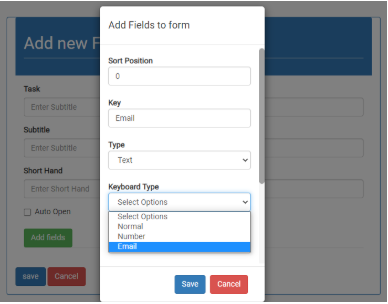 Add new F
Task
Enter Subtitle
Subtitle
Enter Subtitle
Short Hand
Enter Short Hand
Auto Open
Add fields
save
Cancel
Add Fields to form
Sort Position
0
Key
Email
Type
Text
Keyboard Type
Select Options
Select Options
Normal
Number
Email
Save
Cancel